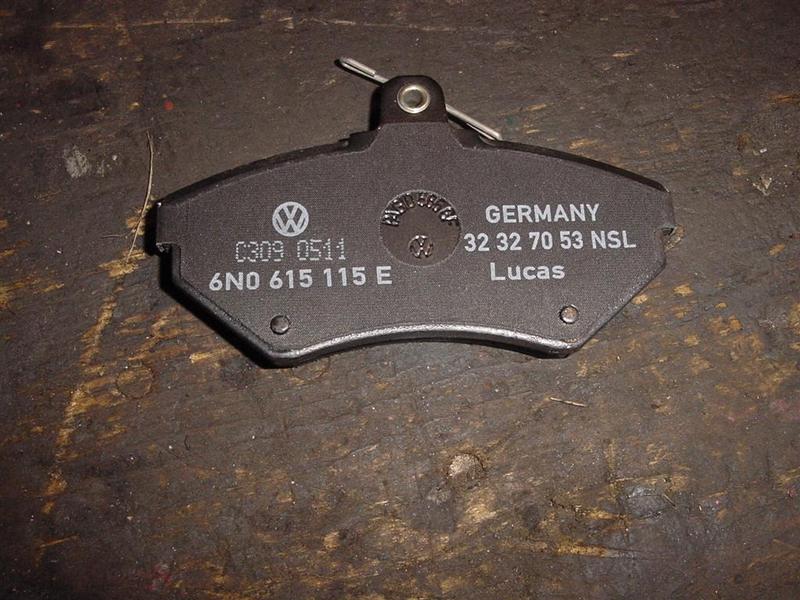 C309 0511
6N0 615 115 E
GERMANY
32 32 70 53 NSL
Lucas